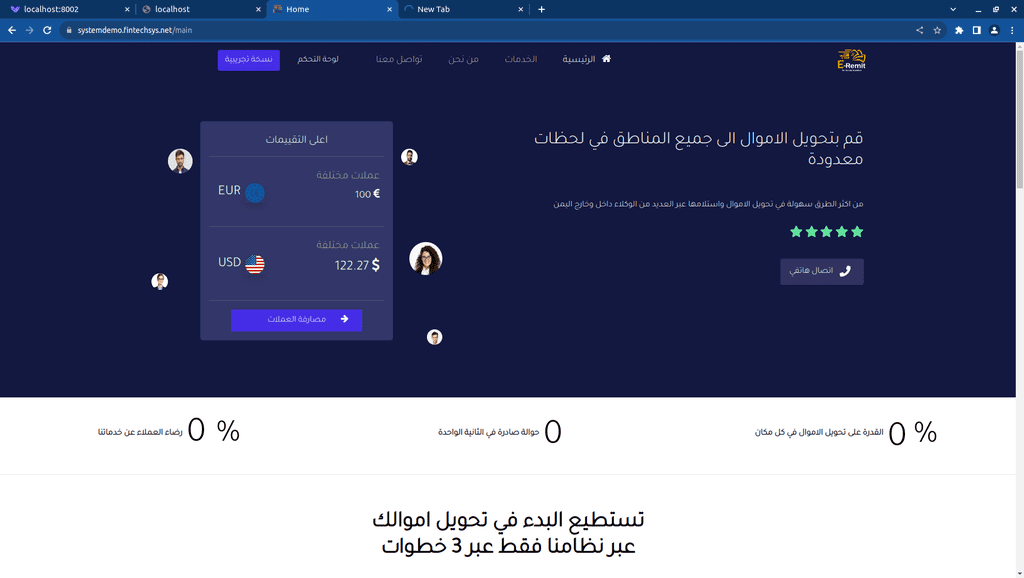 localhost:8002
localhost
Home
New Tab
systemdemo.fintechsys.net/main
E-Remit
الرئيسية
الخدمات
من نحن
تواصل معنا
لوحة التحكم
نسخة تجريبية
قم بتحويل الاموال الى جميع المناطق في لحظات
معدودة
من اكثر الطرق سهولة في تحويل الاموال واستلامها عبر العديد من الوكلاء داخل وخارج اليمن
اتصال هاتفي
اعلى التقييمات
عملات مختلفة
100 €
EUR
عملات مختلفة
122.27 $
USD
مصارفة العملات
% 0 القدرة على تحويل الاموال في كل مكان
0 حوالة صادرة في الثانية الواحدة
% 0 رضاء العملاء عن خدماتنا
تستطيع البدء في تحويل اموالك
عبر نظامنا فقط عبر 3 خطوات